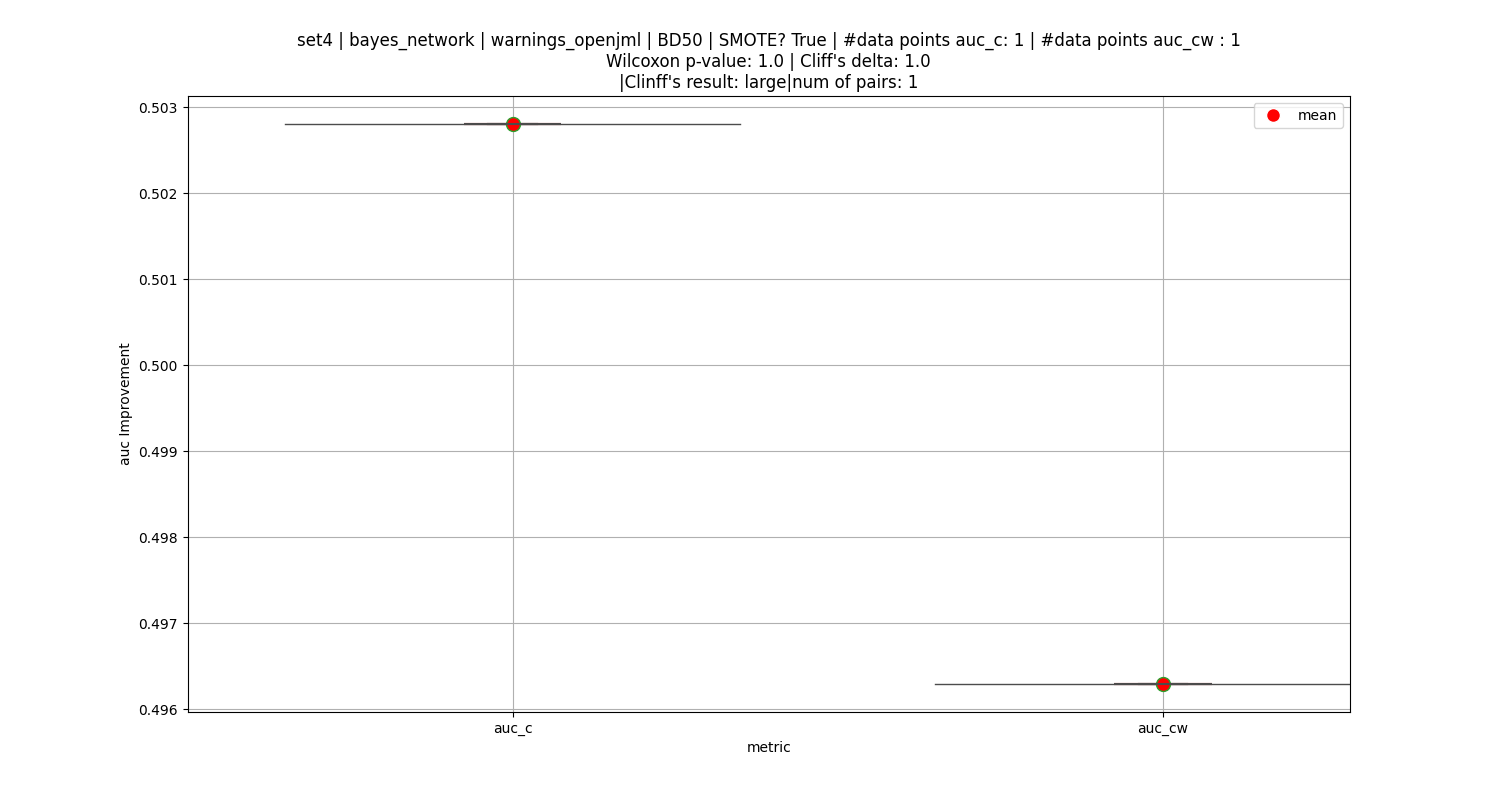 set4 | bayes_network | warnings_openjml | BD50 | SMOTE? True | #data points auc_c: 1 | #data points auc_cw : 1
Wilcoxon p-value: 1.0 | Cliff's delta: 1.0
|Clinff's result: large|num of pairs: 1
mean
0.503
0.502
0.501
0.500
0.499
0.498
0.497
0.496
auc Improvement
auc_c
auc_cw
metric